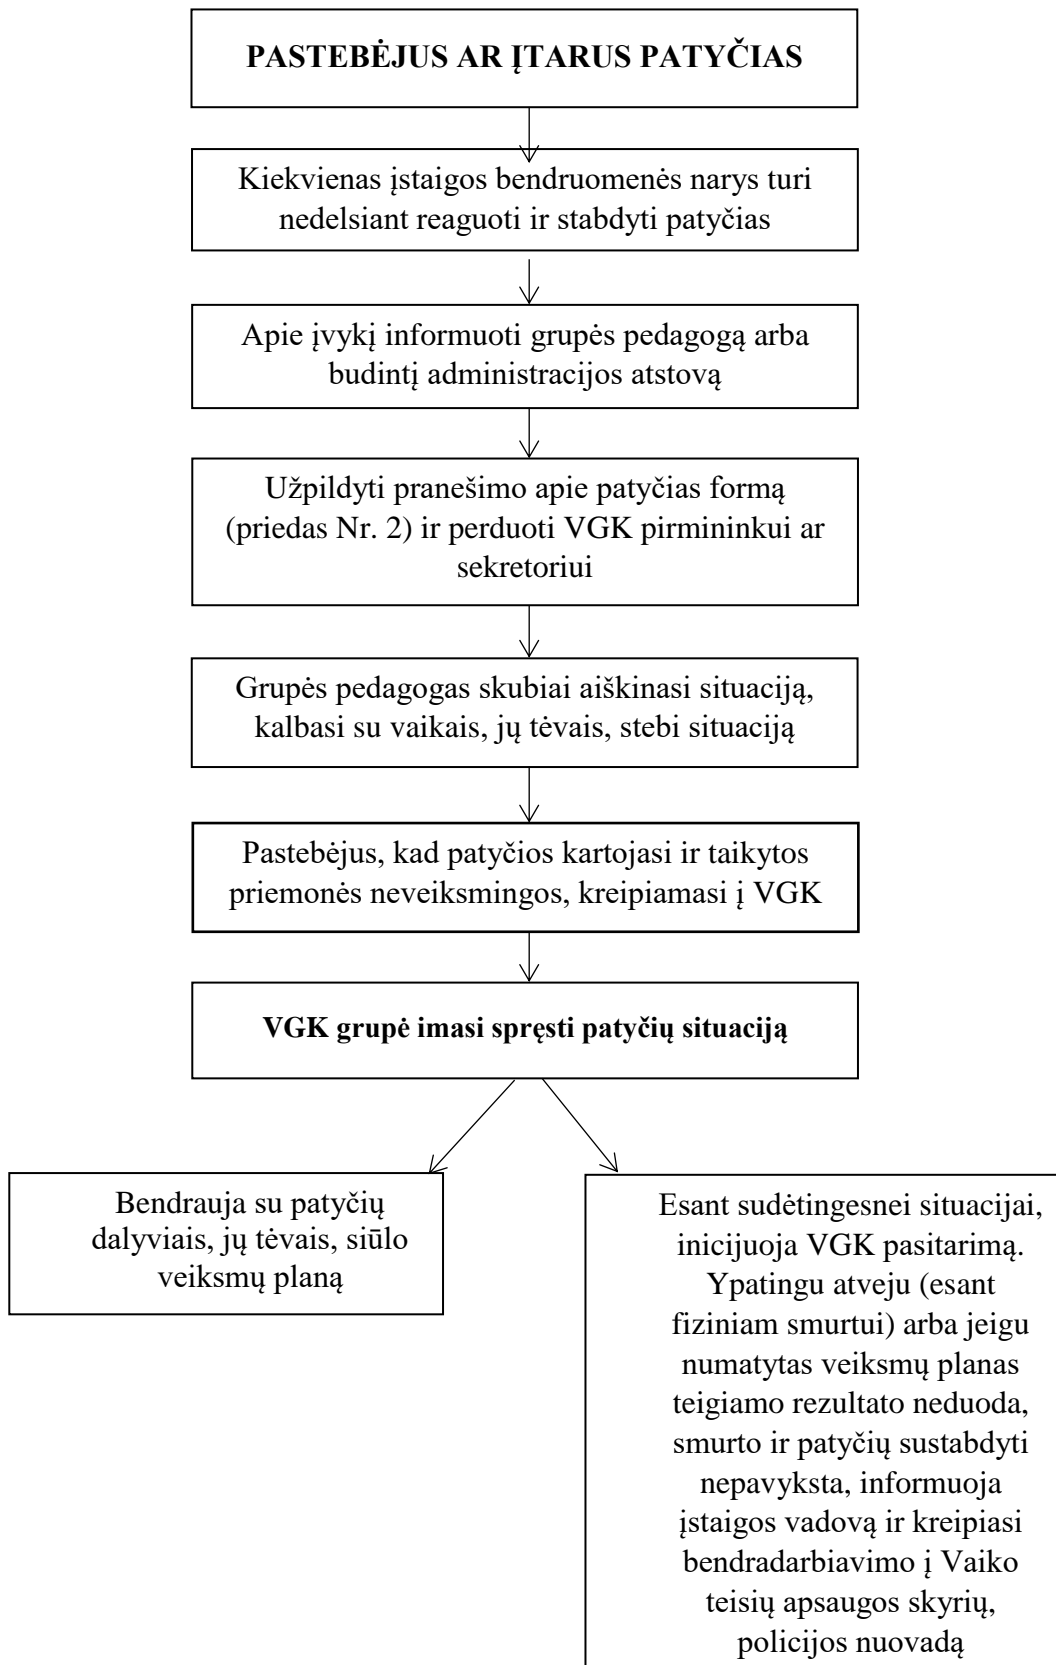 PASTEBĖJUS AR ĮTARUS PATYČIAS
Kiekvienas įstaigos bendruomenės narys turi
nedelsiant reaguoti ir stabdyti patyčias
Apie įvykį informuoti grupės pedagogą arba
budintį administracijos atstovą
Užpildyti pranešimo apie patyčias formą
(priedas Nr. 2) ir perduoti VGK pirmininkui ar
sekretoriui
Grupės pedagogas skubiai aiškinasi situaciją,
kalbasi su vaikais, jų tėvais, stebi situaciją
Pastebėjus, kad patyčios kartojasi ir taikytos
priemonės neveiksmingos, kreipiamasi į VGK
VGK grupė imasi spręsti patyčių situaciją
Bendrauja su patyčių
dalyviais, jų tėvais, siūlo
veiksmų planą
Esant sudėtingesnei situacijai,
inicijuoja VGK pasitarimą.
Ypatingu atveju (esant
fiziniam smurtui) arba jeigu
numatytas veiksmų planas
teigiamo rezultato neduoda,
smurto ir patyčių sustabdyti
nepavyksta, informuoja
įstaigos vadovą ir kreipiasi
bendradarbiavimo į Vaiko
teisių apsaugos skyrių,
policijos nuovadą